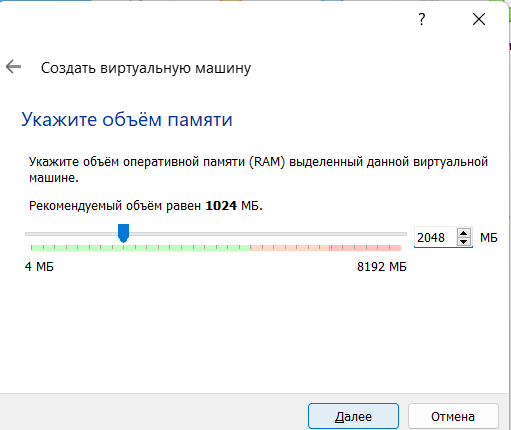 ?
Создать виртуальную машину
Укажите объём памяти
Укажите объём оперативной памяти (RAM) выделенный данной виртуальной
машине.
Рекомендуемый объём равен 1024 МБ.
2048 МБ
4 МБ 8192 МБ
Далее Отмена